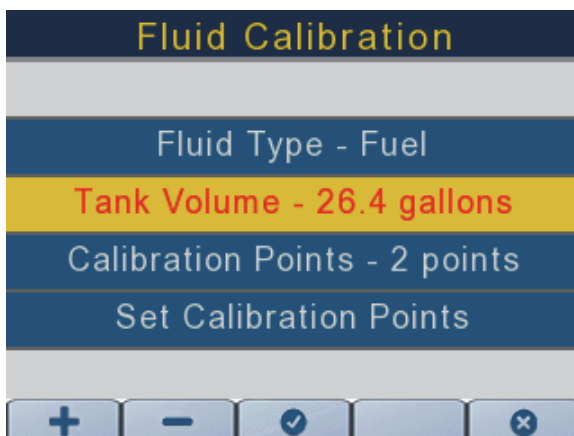 Fluid Calibration
Fluid Type - Fuel
Tank Volume - 26.4 gallons
Calibration Points - 2 points
Set Calibration Points